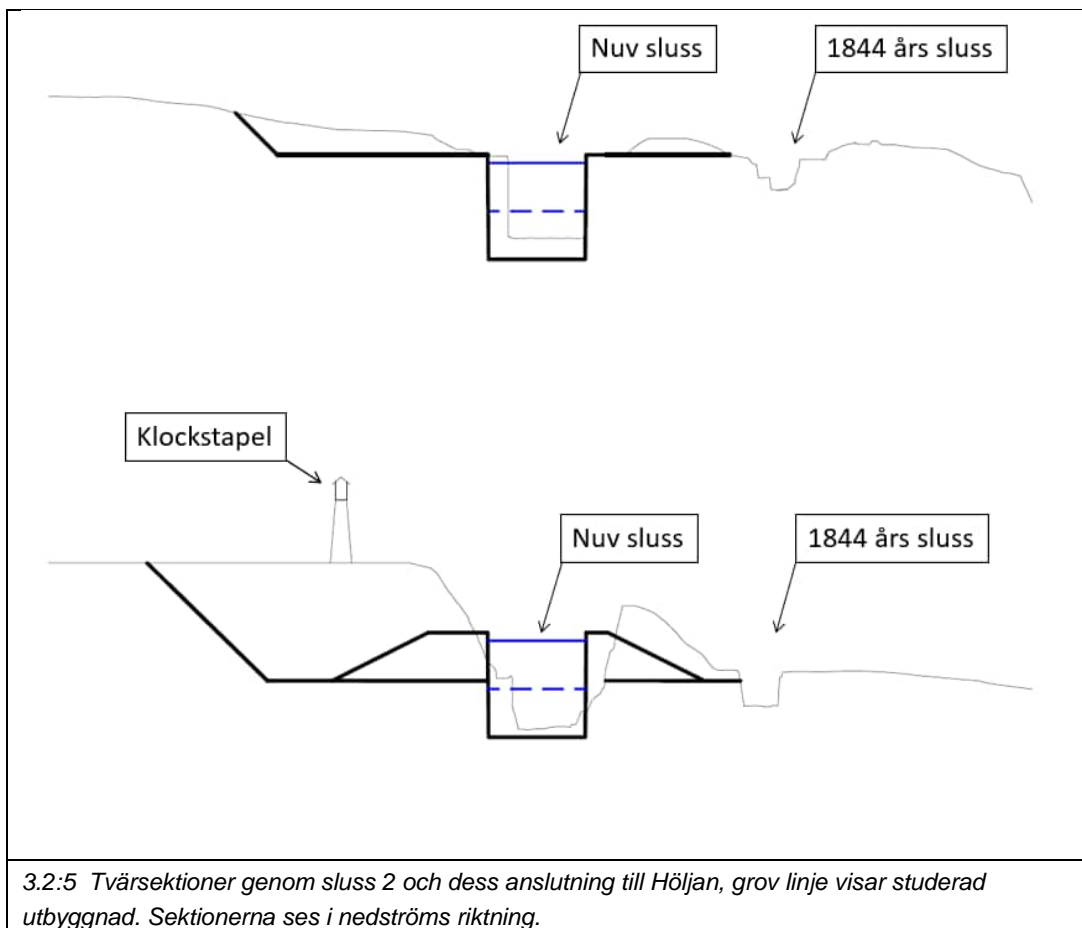 Nuv sluss
1844 års sluss
Klockstapel
Nuv sluss
1844 års sluss
3.2:5 Tvärsektioner genom sluss 2 och dess anslutning till Höljan, grov linje visar studerad
utbyggnad. Sektionerna ses i nedströms riktning.